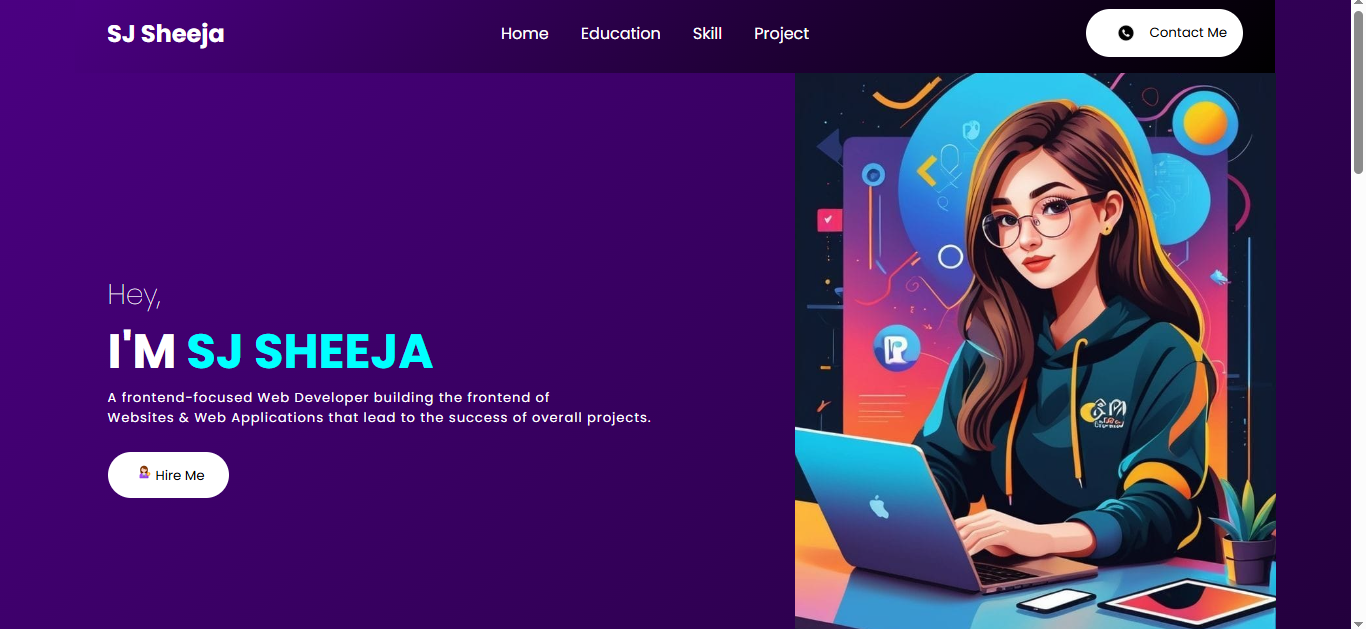 SJ Sheeja
Home Education Skill Project
Contact Me
Hey,
I'M SJ SHEEJA
A frontend-focused Web Developer building the frontend of
Websites & Web Applications that lead to the success of overall projects.
Hire Me